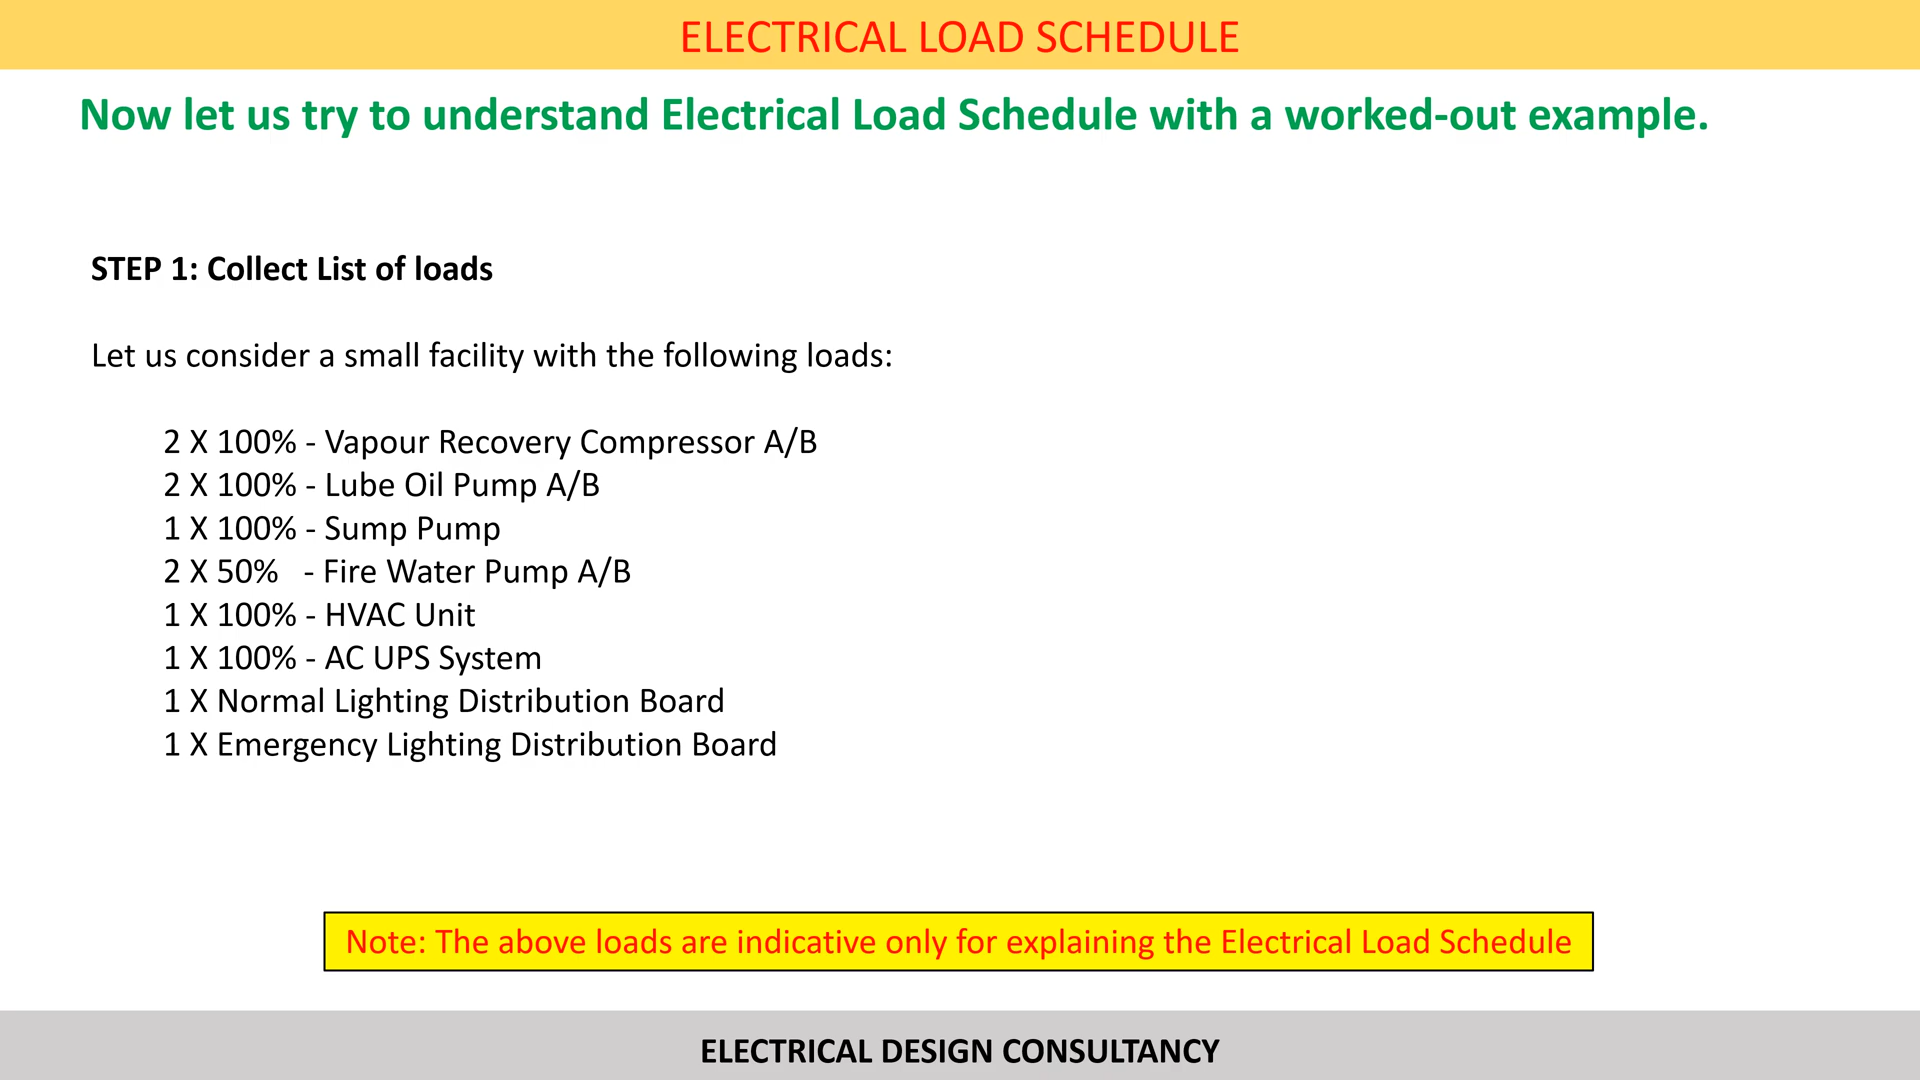 ELECTRICAL LOAD SCHEDULE
Now let us try to understand Electrical Load Schedule with a worked-out example.
STEP 1: Collect List of loads
Let us consider a small facility with the following loads:
2 X 100% - Vapour Recovery Compressor A/B
2 X 100% - Lube Oil Pump A/B
1 X 100% - Sump Pump
2 X 50%   - Fire Water Pump A/B
1 X 100% - HVAC Unit
1 X 100% - AC UPS System
1 X Normal Lighting Distribution Board
1 X Emergency Lighting Distribution Board
Note: The above loads are indicative only for explaining the Electrical Load Schedule
ELECTRICAL DESIGN CONSULTANCY